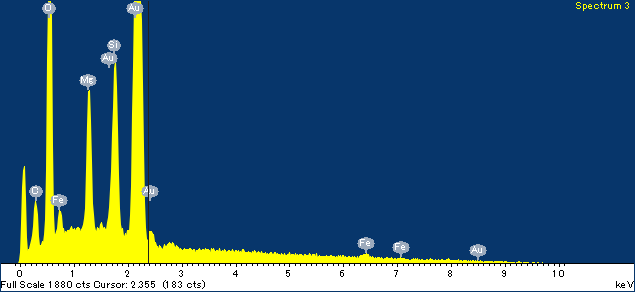 Spectrum 3
O Au
Si
Au
Mg
C Au
Fe
Fe Fe Au
0 1 2 3 4 5 6 7 8 9 10
Full Scale 1880 cts Cursor: 2.355 (183 cts) keV